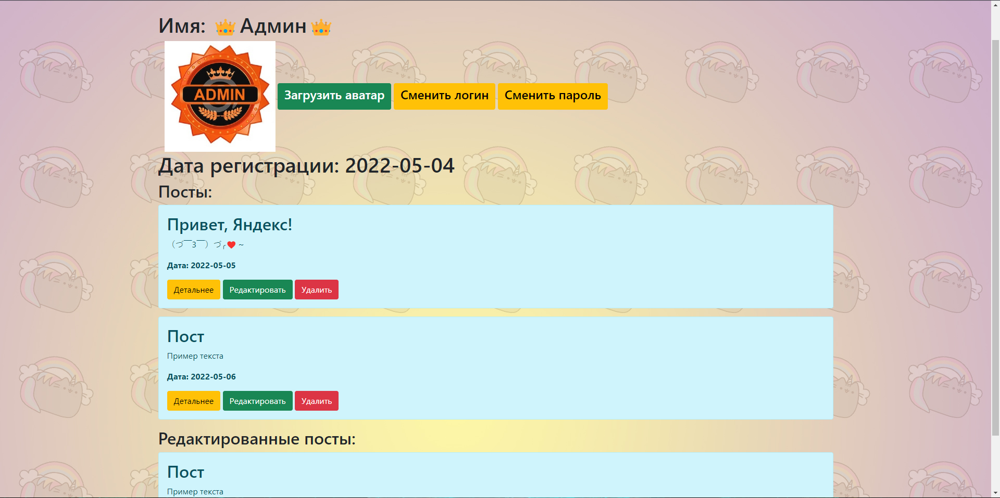 Имя: 👑 Админ 👑
ADMIN
Загрузить аватар Сменить логин Сменить пароль
Дата регистрации: 2022-05-04
Посты:
Привет, Яндекс!
（づ￣3￣）づ╭❤️～
Дата: 2022-05-05
Детальнее Редактировать Удалить
Пост
Пример текста
Дата: 2022-05-06
Детальнее Редактировать Удалить
Редактированные посты:
Пост
Пример текста